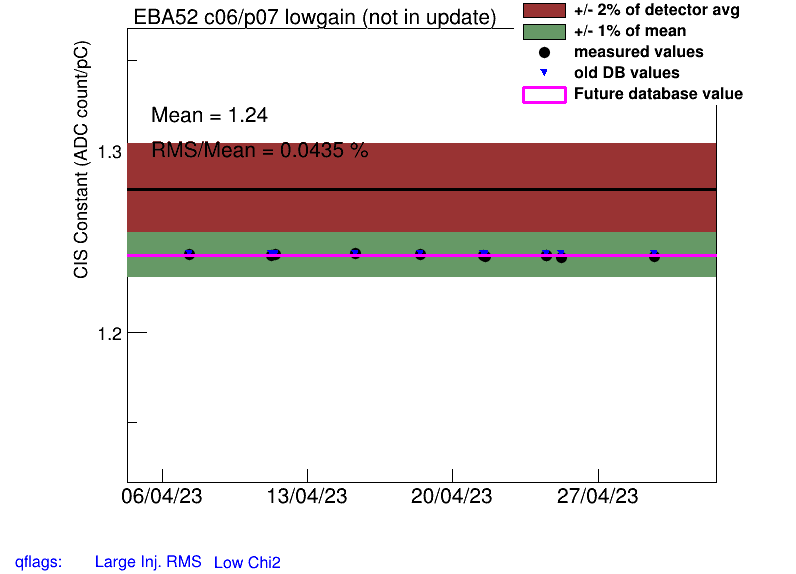 EBA52 c06/p07 lowgain (not in update)
+/- 2% of detector avg
+/- 1% of mean
measured values
old DB values
Future database value
CIS Constant (ADC count/pC)
Mean = 1.24
RMS/Mean = 0.0435 %
1.3
1.2
06/04/23 13/04/23 20/04/23 27/04/23
qflags: Large Inj. RMS Low Chi2